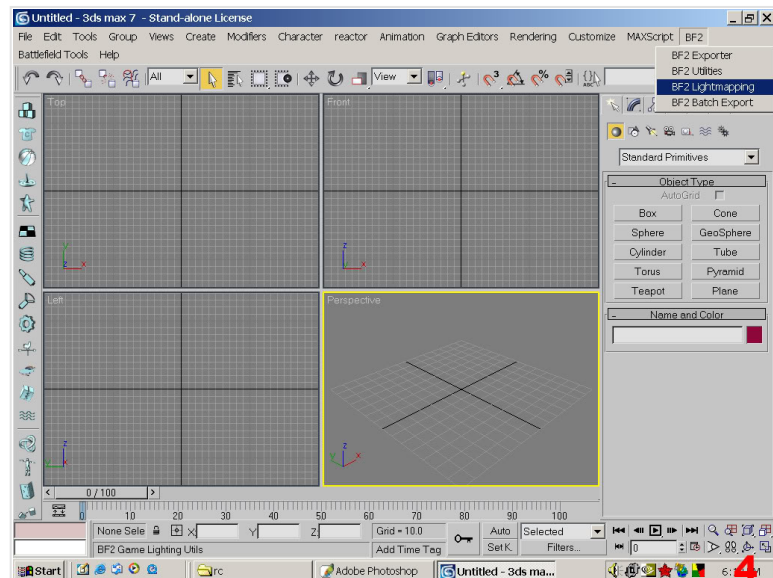 Untitled - 3ds max 7 - Stand-alone License
File Edit Tools Group Views Create Modifiers Character reactor Animation Graph Editors Rendering Customize MAXScript BF2
Battlefield Tools Help
BF2 Exporter
BF2 Utilities
BF2 Lightmapping
BF2 Batch Export
All
View
Top
Front
Standard Primitives
Object Type
AutoGrid
Box Cone
Sphere GeoSphere
Cylinder Tube
Torus Pyramid
Teapot Plane
Name and Color
Left
Perspective
0 / 100
0 10 20 30 40 50 60 70 80 90 100
None Sele X Y Z Grid = 10.0 Auto Selected
BF2 Game Lighting Utils Add Time Tag Set K. Filters... 0
Start rc Adobe Photoshop Untitled - 3ds ma... 4